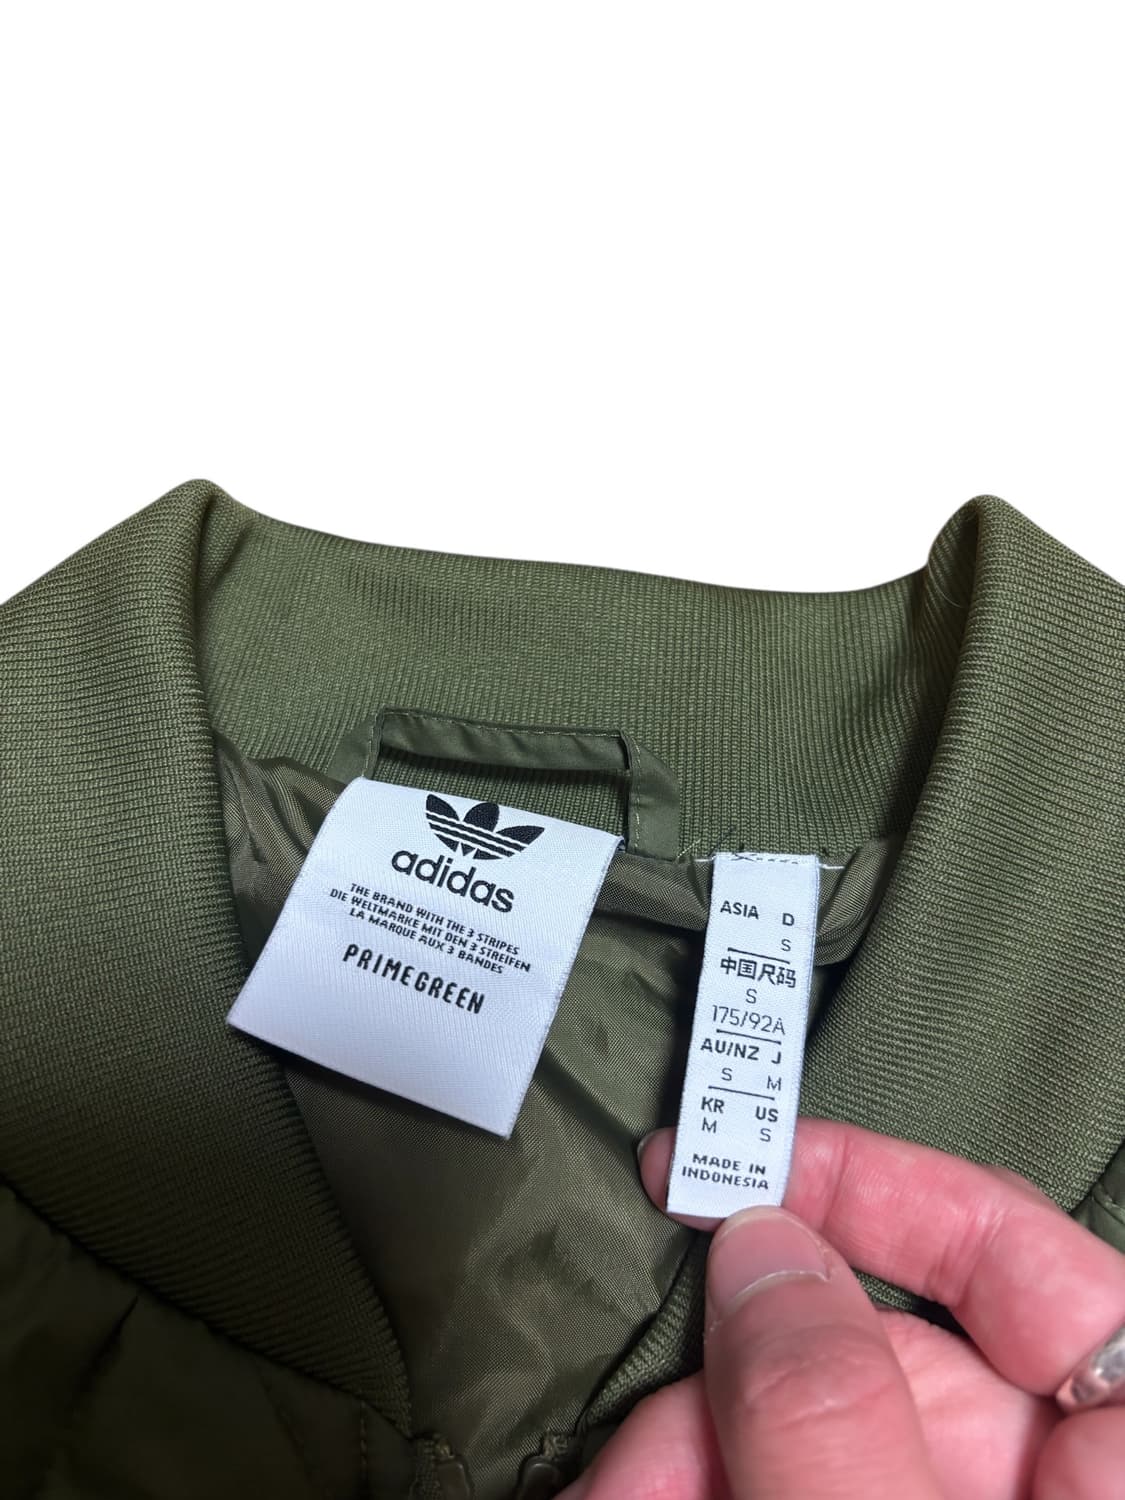 adidas
THE BRAND WITH THE 3 STRIPES
DIE WELTMARKE MIT DEN 3 STREIFEN
LA MARQUE AUX 3 BANDES
PRIMEGREEN
ASIA D
S
中国尺码
S
175/92A
AU/NZ J
S M
KR US
M S
MADE IN
INDONESIA